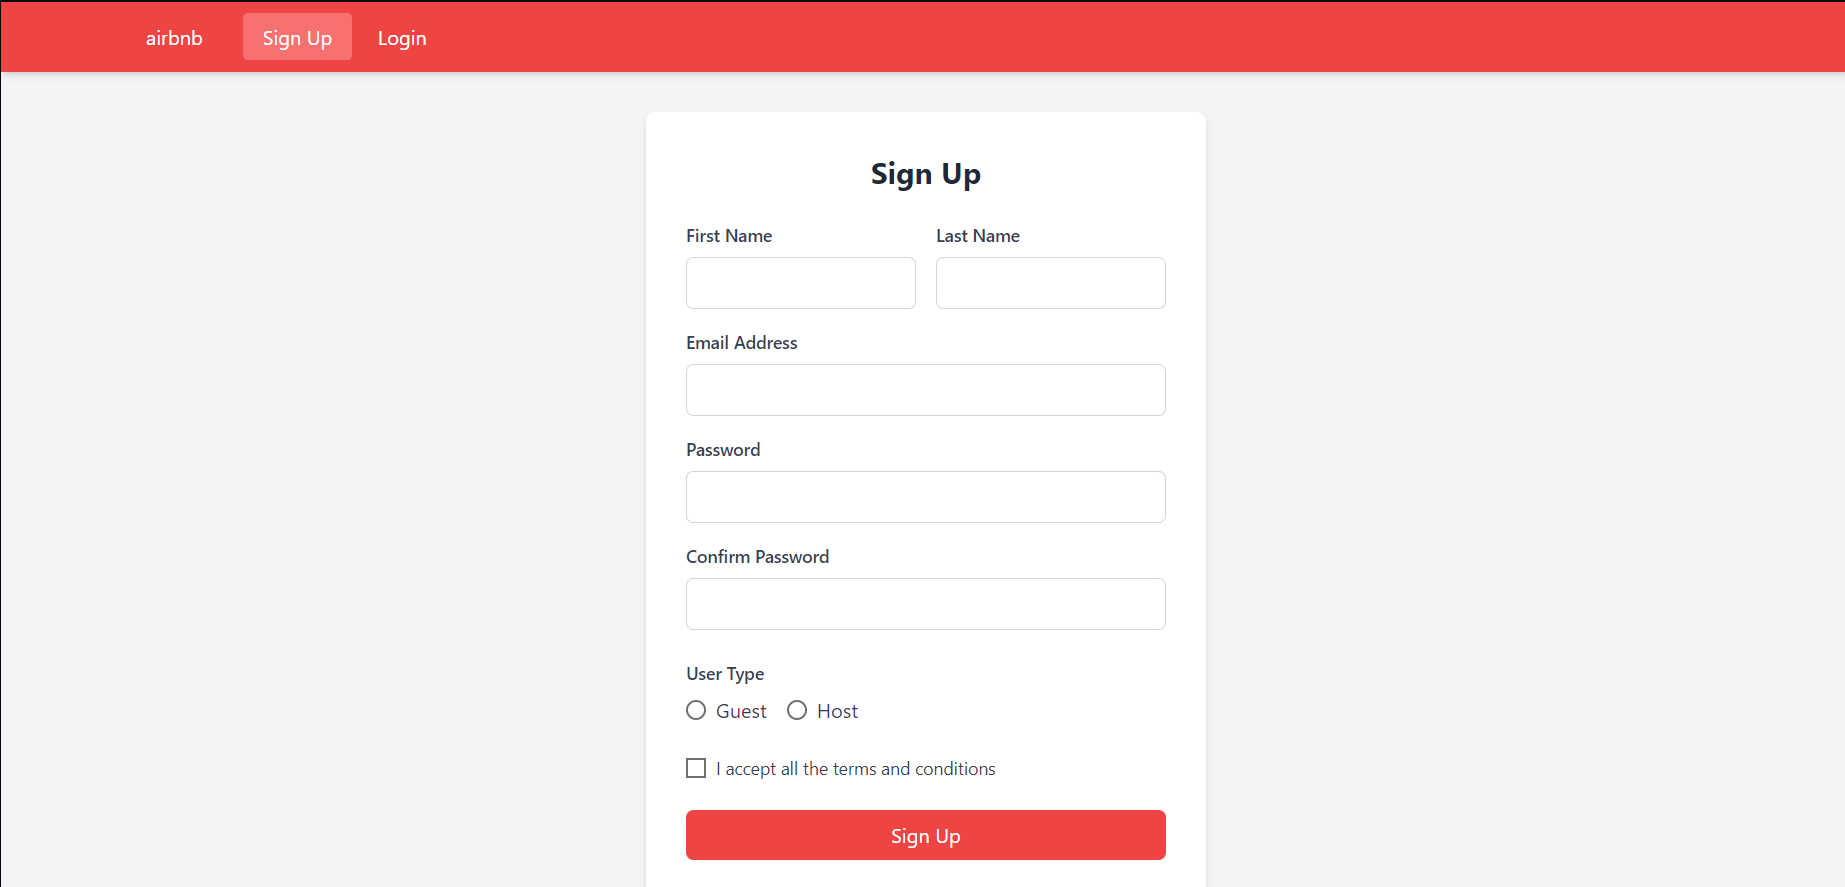 airbnb Sign Up Login
Sign Up
First Name Last Name
Email Address
Password
Confirm Password
User Type
Guest Host
I accept all the terms and conditions
Sign Up